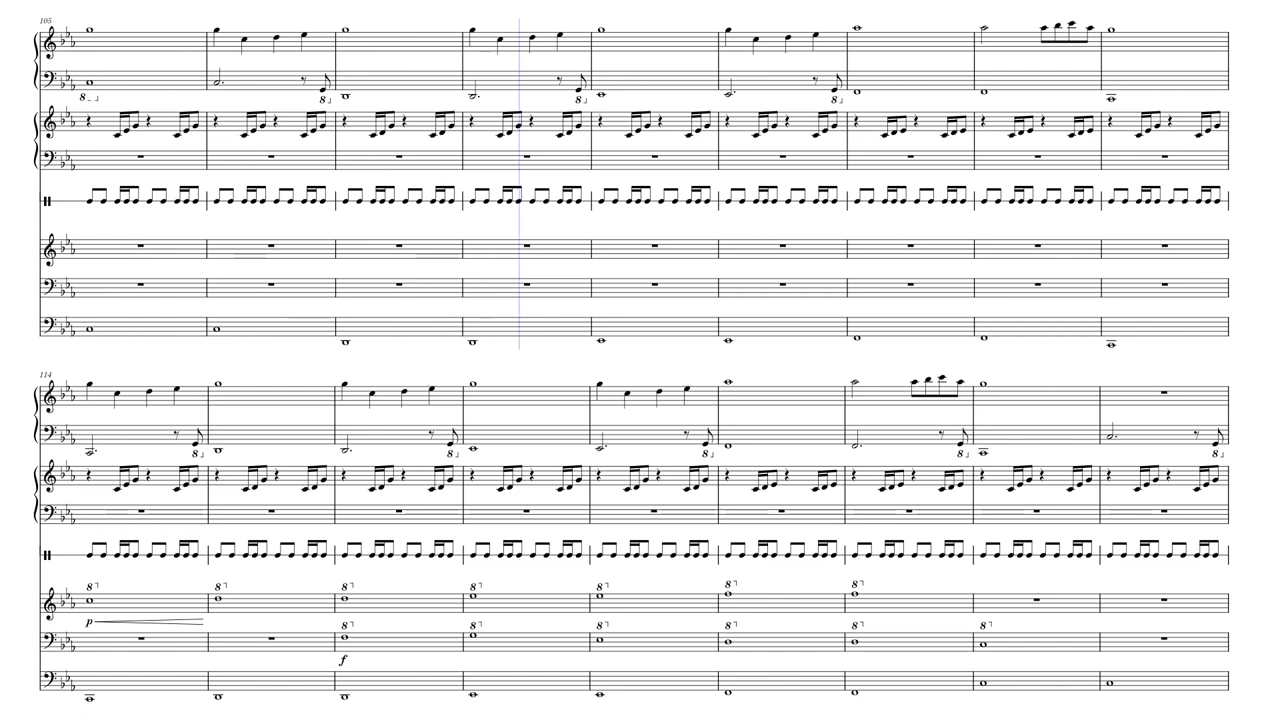 105
8 8 8 8 8
114
8 8 8 8 8
8 8 8 8 8 8 8
p
8 8 8 8 8 8
f